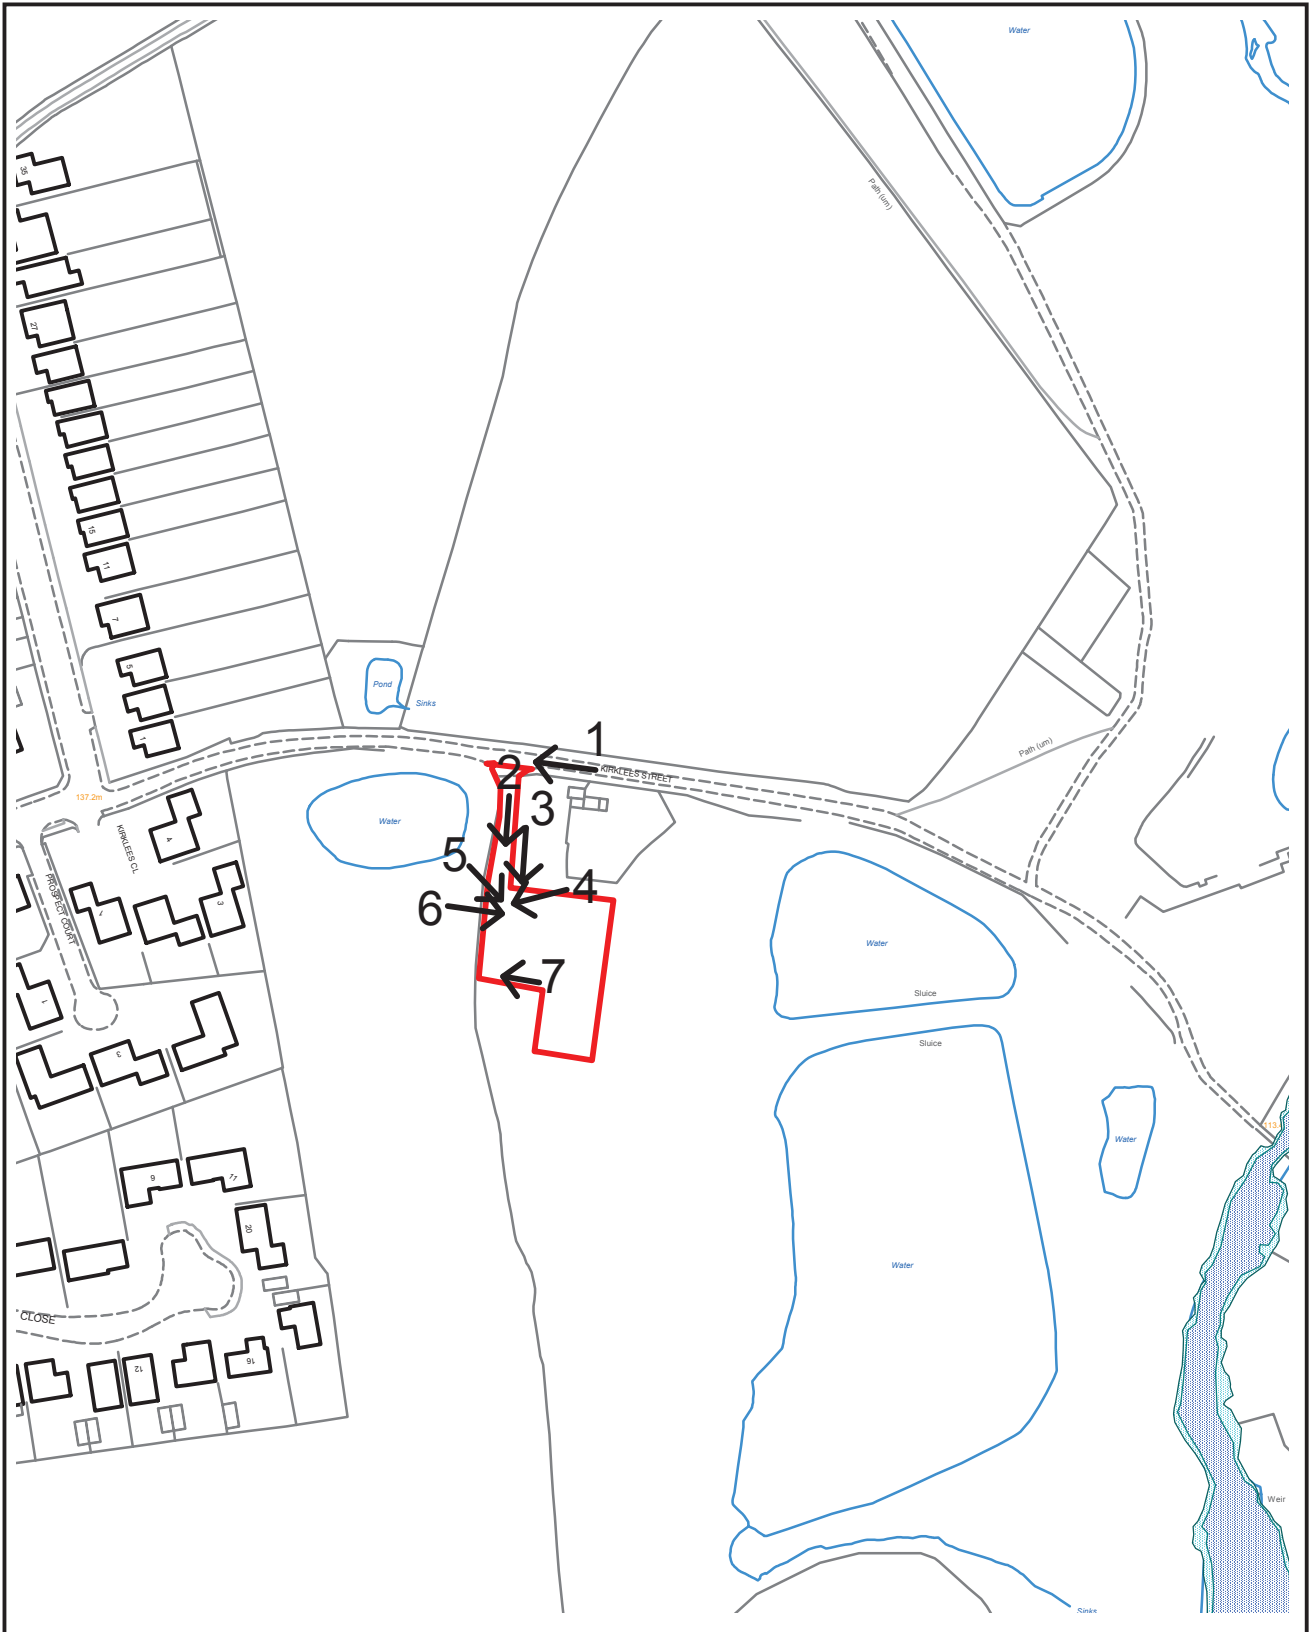 Water
35
Path (um)
27
15
11
7
5
Pond
Sinks
1
1
2
KIRKLEES STREET
137.2m
3
Water
KIRKLEES CL
4
5
4
PROSPECT COURT
6
3
Water
7
Sluice
1
Sluice
3
Path (um)
113.
Water
9
11
20
Water
CLOSE
12
16
Weir
Sinks